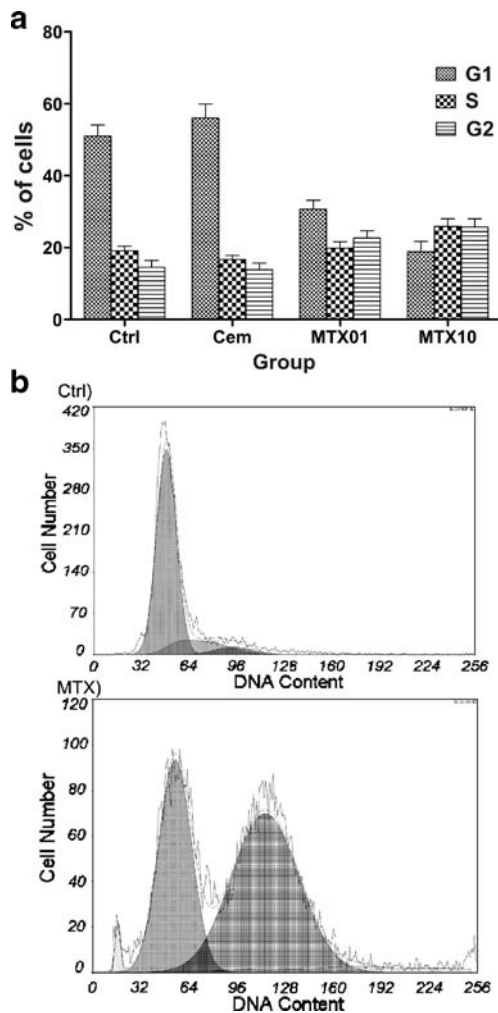 a
80
60
40
20
0
% of cells
G1
S
G2
Ctrl Cem MTX01 MTX10
Group
b
Ctrl)
420
350
280
210
140
70
0
Cell Number
0 32 64 96 128 160 192 224 256
DNA Content
MTX)
120
100
80
60
40
20
0
Cell Number
0 32 64 96 128 160 192 224 256
DNA Content